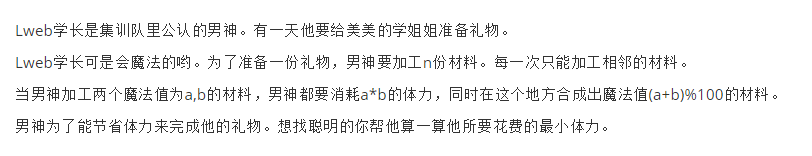 Lweb学长是集训队里公认的男神。有一天他要给美美的学姐姐准备礼物。
Lweb学长可是会魔法的哟。为了准备一份礼物，男神要加工n份材料。每一次只能加工相邻的材料。
当男神加工两个魔法值为a,b的材料，男神都要消耗a*b的体力，同时在这个地方合成出魔法值(a+b)%100的材料。
男神为了能节省体力来完成他的礼物。想找聪明的你帮他算一算他所要花费的最小体力。